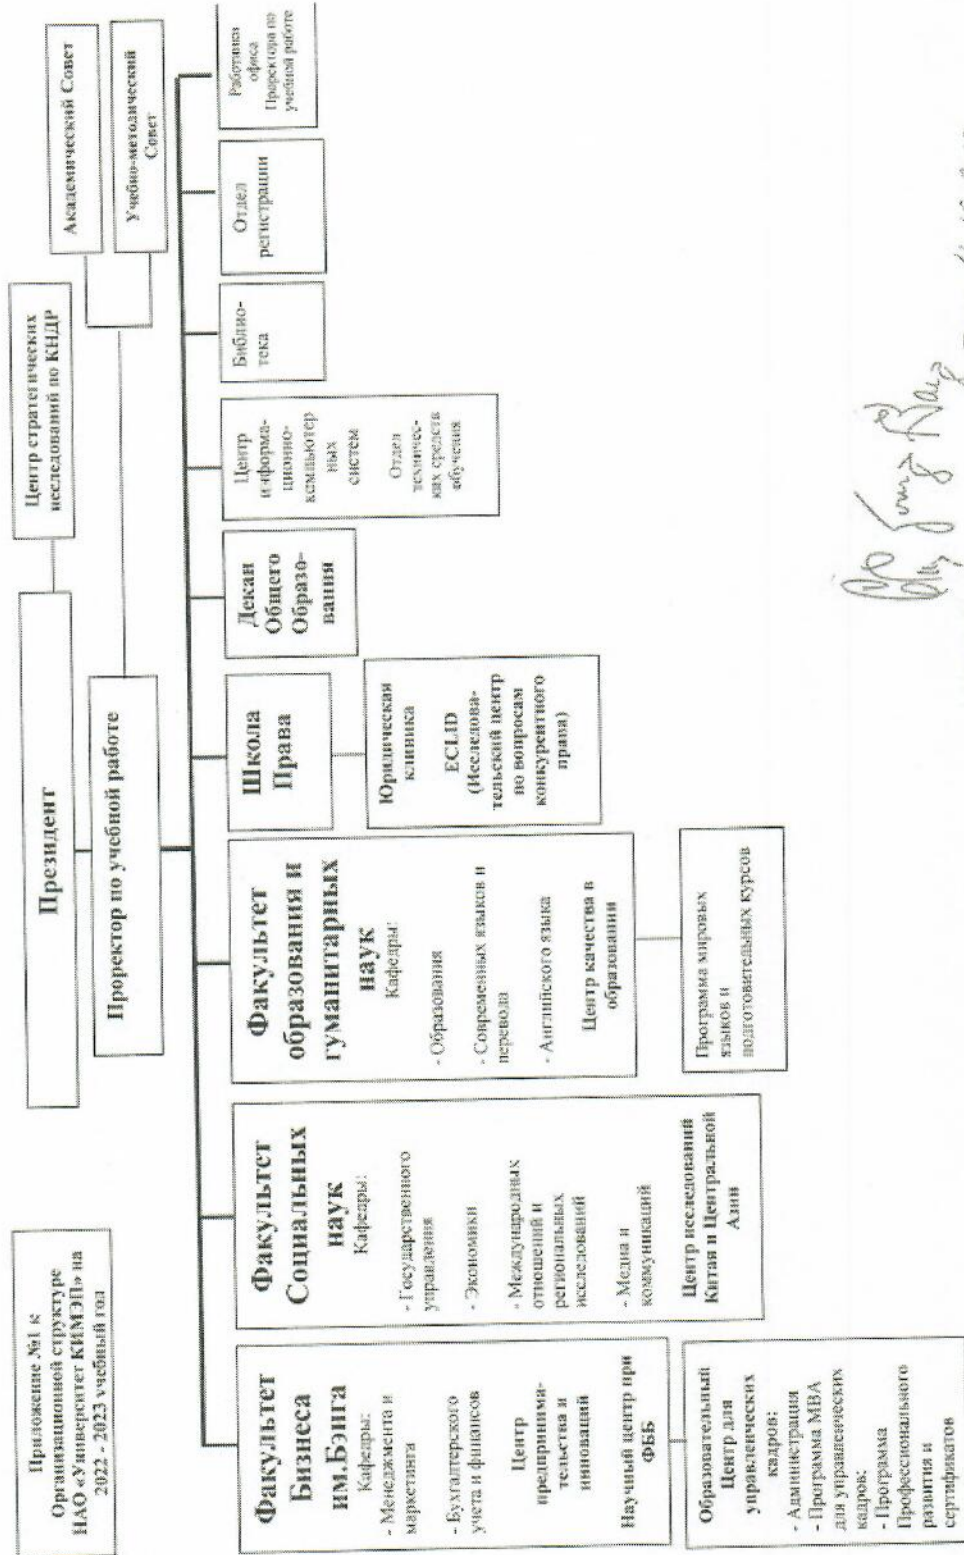 Приложение №1 к
Организационной структуре
НАО «Университет КИМЭП» на
2022 - 2023 учебный год
Президент
Центр стратегических
исследований по КНДР
Проректор по учебной работе
Академический Совет
Учебно-методический
Совет
Факультет
Бизнеса
им.Бэнга
Кафедры:
- Менеджмента и
маркетинга
- Бухгалтерского
учета и финансов
Центр
предпринима-
тельства и
инноваций
Научный центр при
ФББ
Образовательный
Центр для
управленческих
кадров:
- Администрация
- Программа МВА
для управленческих
кадров:
- Программа
Профессионального
развития и
сертификатов
Факультет
Социальных
наук
Кафедры:
- Государственного
управления
- Экономики
- Международных
отношений и
региональных
исследований
- Медиа и
коммуникаций
Центр исследований
Китая и Центральной
Азии
Факультет
образования и
гуманитарных
наук
Кафедры:
- Образования
- Современных языков и
перевода
- Английского языка
Центр качества в
образовании
Программа мировых
языков и
подготовительных курсов
Школа
Права
Юридическая
клиника
ECLID
(Исследова-
тельский центр
по вопросам
конкурентного
права)
Декан
Общего
Образо-
вания
Центр
информа-
ционно-
компьютер
ных
систем
Отдел
техничес-
ких средств
обучения
Библио-
тека
Отдел
регистрации
Работники
офиса
Проректора по
учебной работе